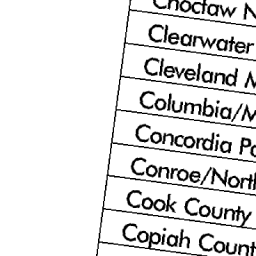 Choctaw N
Clearwater
Cleveland M
Columbia/M
Concordia Pa
Conroe/North
Cook County
Copiah Count